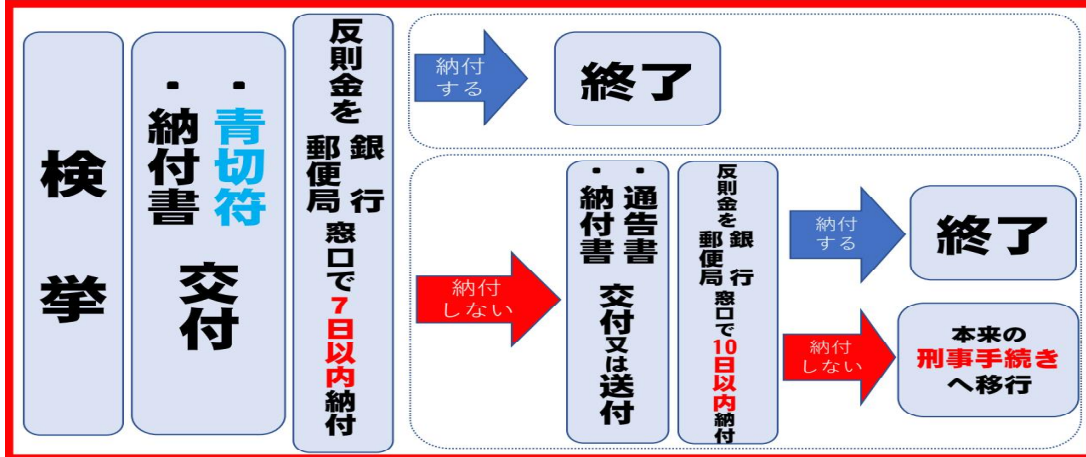 検挙
・青切符
・納付書
交付
反則金を
銀行
郵便局
窓口で7日以内納付
納付
する
終了
納付
しない
・通告書
・納付書
交付又は送付
反則金を
銀行
郵便局
窓口で10日以内納付
納付
する
終了
納付
しない
本来の
刑事手続き
へ移行